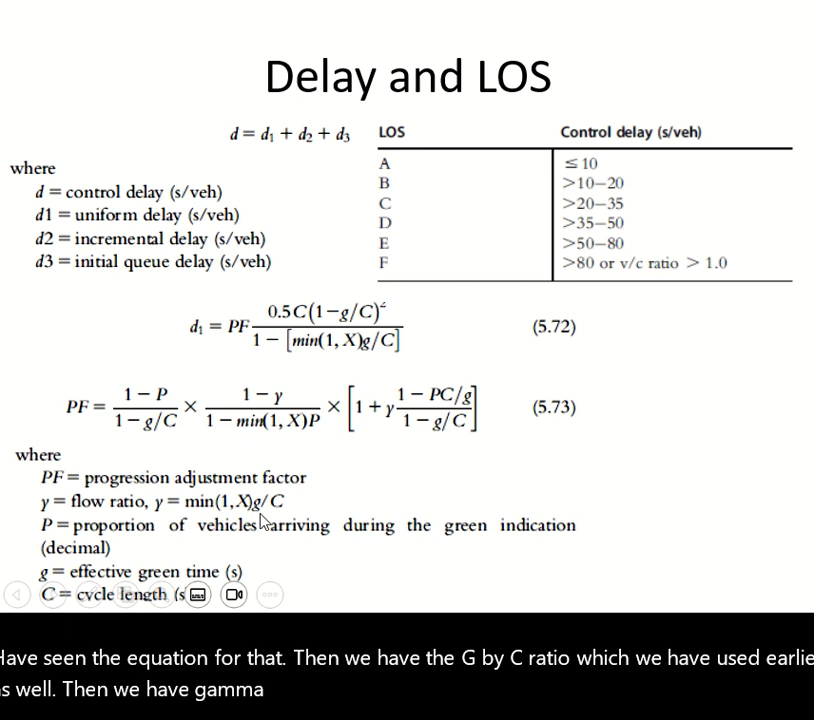 Delay and LOS
d = d₁ + d₂ + d₃
LOS Control delay (s/veh)
A ≤ 10
B >10–20
C >20–35
D >35–50
E >50–80
F >80 or v/c ratio > 1.0
where
d = control delay (s/veh)
d1 = uniform delay (s/veh)
d2 = incremental delay (s/veh)
d3 = initial queue delay (s/veh)
d₁ = PF 0.5C(1−g/C)² / 1 − [min(1, X)g/C] (5.72)
PF = 1 − P / 1 − g/C × 1 − y / 1 − min(1, X)P × [1 + y 1 − PC/g / 1 − g/C] (5.73)
where
PF = progression adjustment factor
y = flow ratio, y = min(1,X)g/C
P = proportion of vehicles arriving during the green indication
(decimal)
g = effective green time (s)
C = cycle length (s
Have seen the equation for that. Then we have the G by C ratio which we have used earlie
s well. Then we have gamma